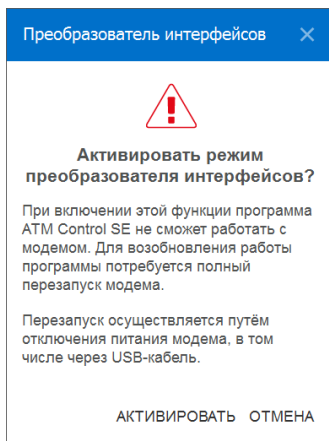 Преобразователь интерфейсов
Активировать режим
преобразователя интерфейсов?
При включении этой функции программа
ATM Control SE не сможет работать с
модемом. Для возобновления работы
программы потребуется полный
перезапуск модема.
Перезапуск осуществляется путём
отключения питания модема, в том
числе через USB-кабель.
АКТИВИРОВАТЬ ОТМЕНА